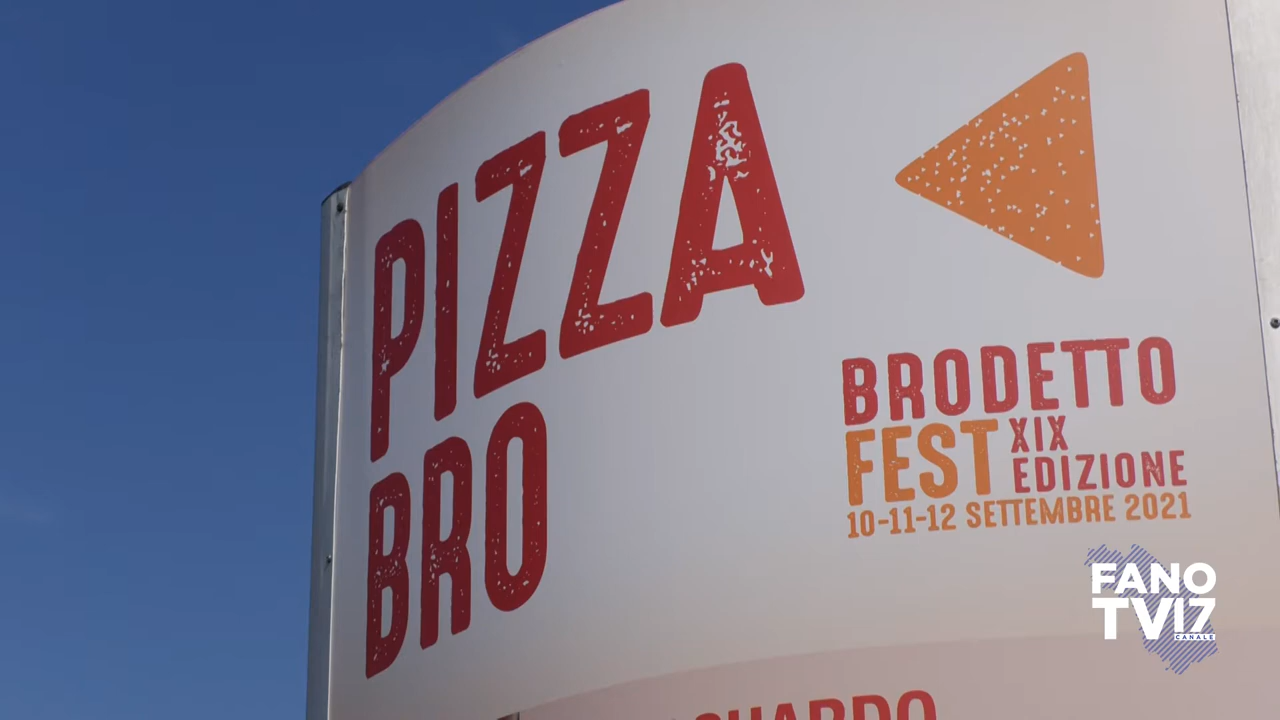 PIZZA
BRO
BRODETTO
FEST XIX
EDIZIONE
10-11-12 SETTEMBRE 2021
FANO
TV17
CANALE